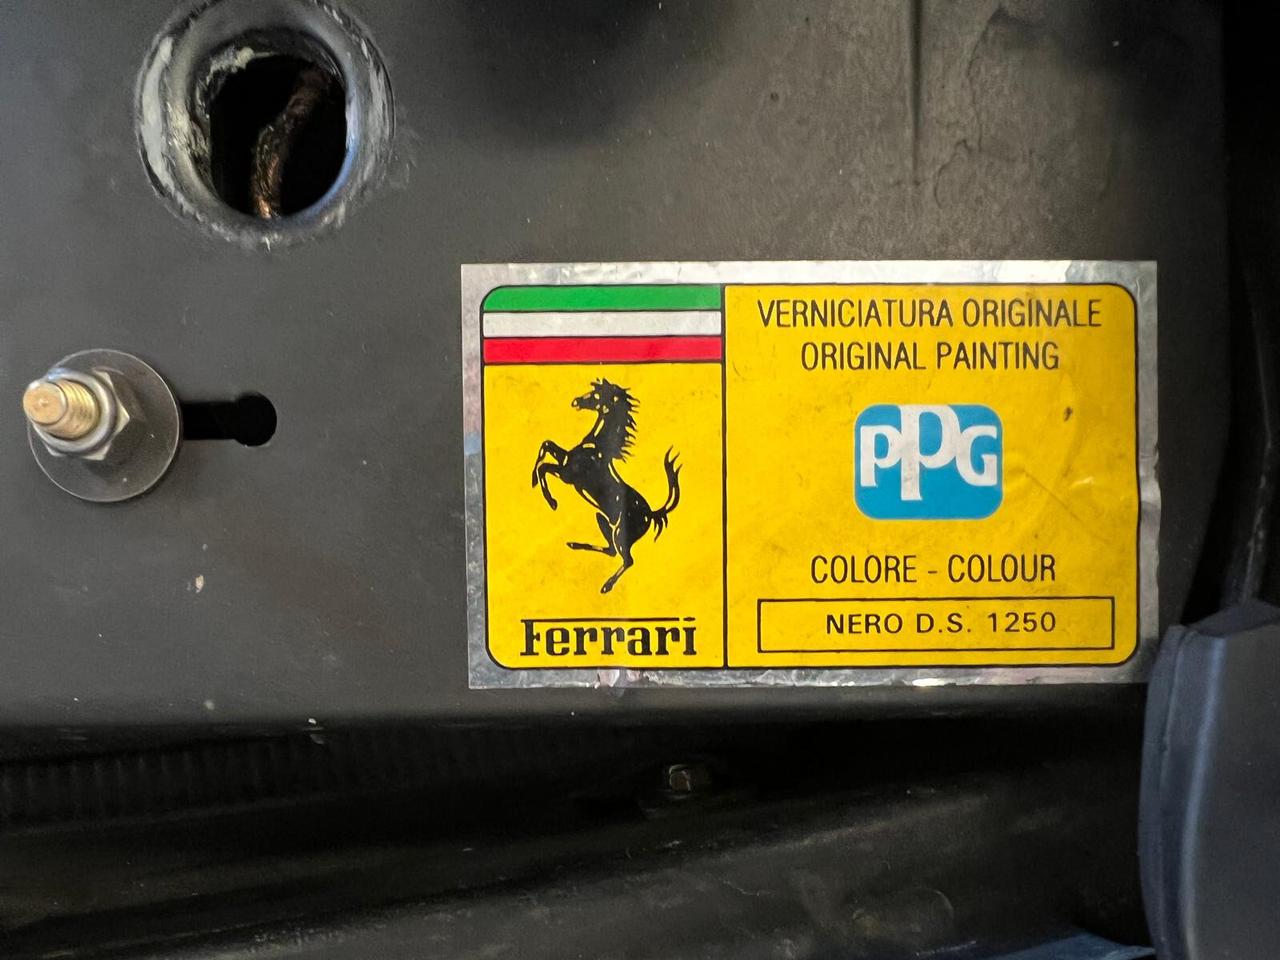 VERNICIATURA ORIGINALE
ORIGINAL PAINTING
PPG
COLORE - COLOUR
NERO D.S. 1250
Ferrari